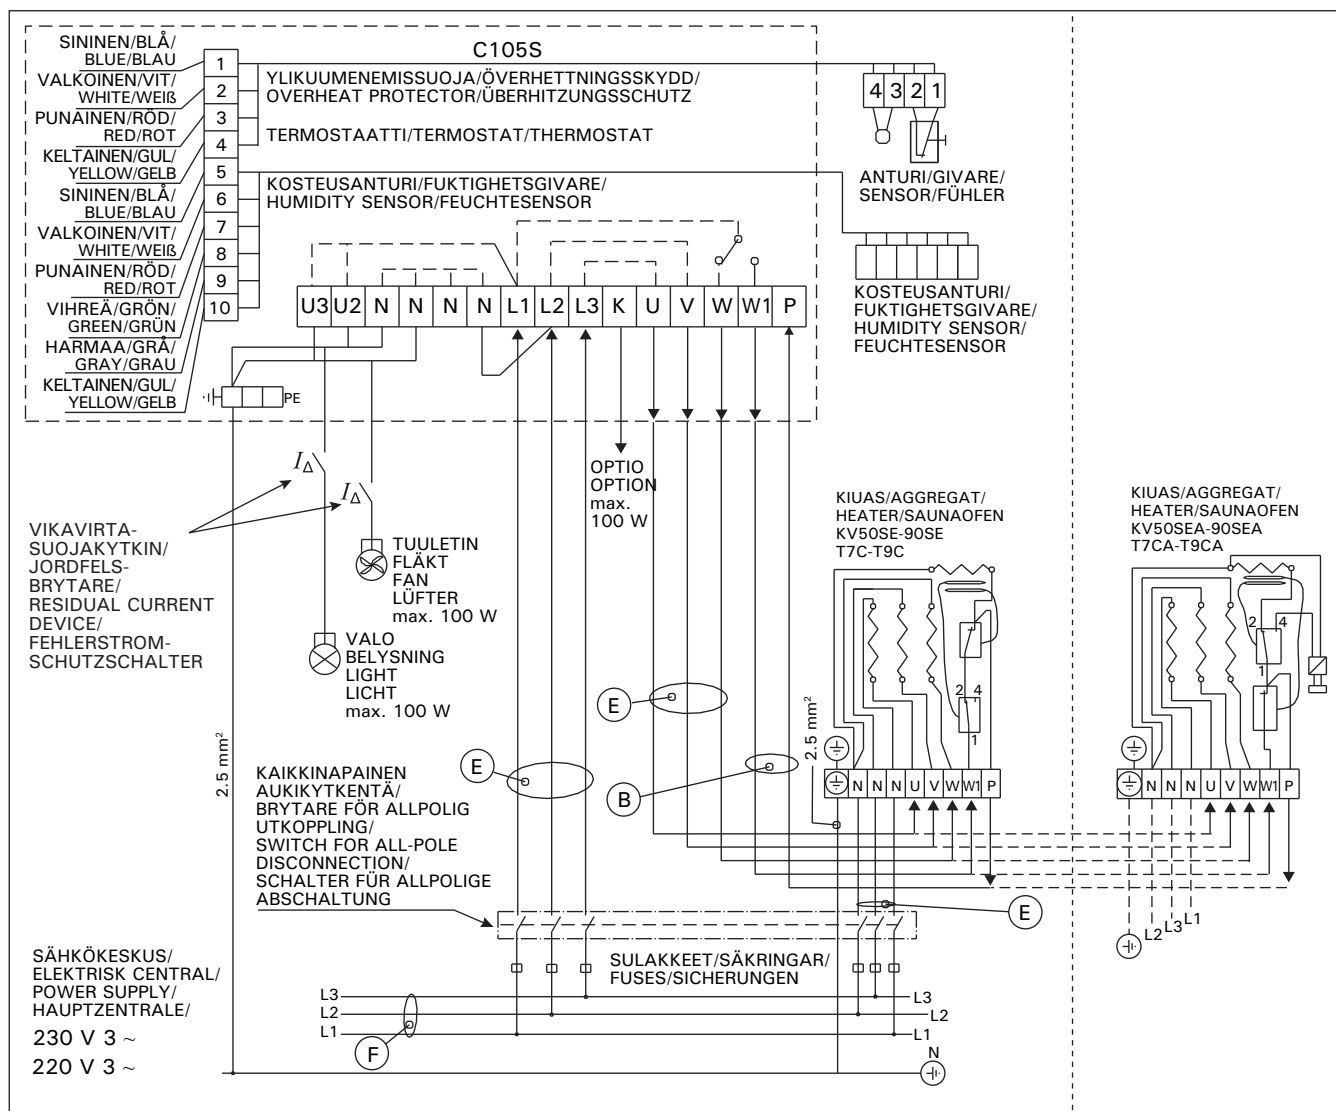 C105S
SININEN/BLÅ/
BLUE/BLAU
VALKOINEN/VIT/
WHITE/WEIß
PUNAINEN/RÖD/
RED/ROT
KELTAINEN/GUL/
YELLOW/GELB
SININEN/BLÅ/
BLUE/BLAU
VALKOINEN/VIT/
WHITE/WEIß
PUNAINEN/RÖD/
RED/ROT
VIHREÄ/GRÖN/
GREEN/GRÜN
HARMAA/GRÅ/
GRAY/GRAU
KELTAINEN/GUL/
YELLOW/GELB
1
2
3
4
5
6
7
8
9
10
YLIKUUMENEMISSUOJA/ÖVERHETTNINGSSKYDD/
OVERHEAT PROTECTOR/ÜBERHITZUNGSSCHUTZ
TERMOSTAATTI/TERMOSTAT/THERMOSTAT
KOSTEUSANTURI/FUKTIGHETSGIVARE/
HUMIDITY SENSOR/FEUCHTESENSOR
4 3 2 1
ANTURI/GIVARE/
SENSOR/FÜHLER
KOSTEUSANTURI/
FUKTIGHETSGIVARE/
HUMIDITY SENSOR/
FEUCHTESENSOR
U3 U2 N N N N L1 L2 L3 K U V W W1 P
PE
I∆
I∆
VIKAVIRTA-
SUOJAKYTKIN/
JORDFELS-
BRYTARE/
RESIDUAL CURRENT
DEVICE/
FEHLERSTROM-
SCHUTZSCHALTER
TUULETIN
FLÄKT
FAN
LÜFTER
max. 100 W
VALO
BELYSNING
LIGHT
LICHT
max. 100 W
OPTIO
OPTION
max.
100 W
KIUAS/AGGREGAT/
HEATER/SAUNAOFEN
KV50SE-90SE
T7C-T9C
2 4
1
N N N U V W W1 P
KIUAS/AGGREGAT/
HEATER/SAUNAOFEN
KV50SEA-90SEA
T7CA-T9CA
2 4
1
N N N U V W W1 P
L2 L3 L1
2.5 mm²
2.5 mm²
E
E
B
E
KAIKKINAPAINEN
AUKIKYTKENTÄ/
BRYTARE FÖR ALLPOLIG
UTKOPPLING/
SWITCH FOR ALL-POLE
DISCONNECTION/
SCHALTER FÜR ALLPOLIGE
ABSCHALTUNG
SULAKKEET/SÄKRINGAR/
FUSES/SICHERUNGEN
SÄHKÖKESKUS/
ELEKTRISK CENTRAL/
POWER SUPPLY/
HAUPTZENTRALE/
230 V 3 ~
220 V 3 ~
L3
L2
L1
F
L3
L2
L1
N